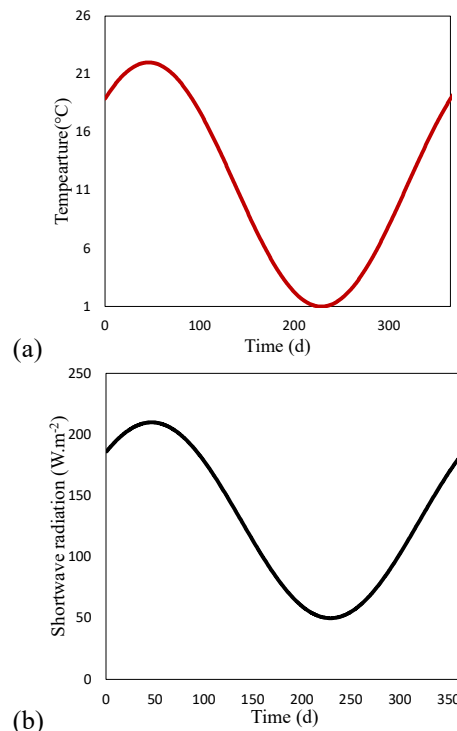 26
21
16
11
6
1
Tempearture(°C)
0 100 200 300
Time (d)
(a)
250
200
150
100
50
0
Shortwave radiation (W.m-2)
0 50 100 150 200 250 300 350
Time (d)
(b)